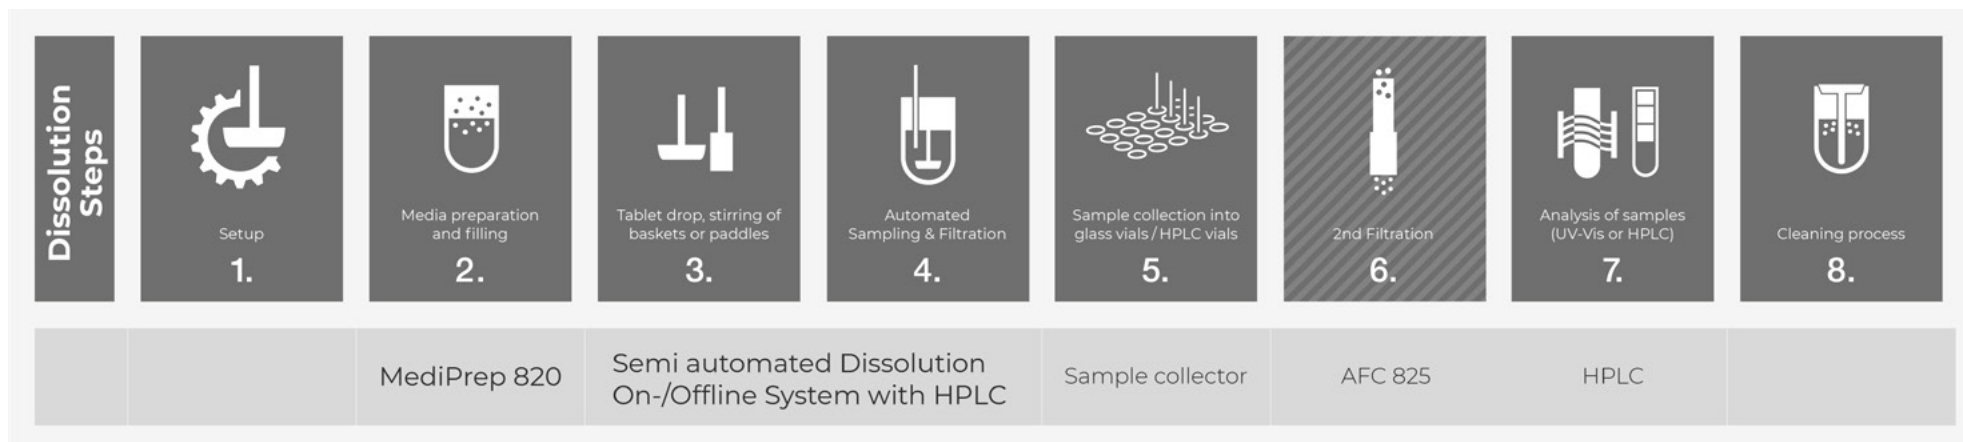 Dissolution
Steps
Setup
1.
Media preparation
and filling
2.
Tablet drop, stirring of
baskets or paddles
3.
Automated
Sampling & Filtration
4.
Sample collection into
glass vials / HPLC vials
5.
2nd Filtration
6.
Analysis of samples
(UV-Vis or HPLC)
7.
Cleaning process
8.
MediPrep 820
Semi automated Dissolution
On-/Offline System with HPLC
Sample collector
AFC 825
HPLC